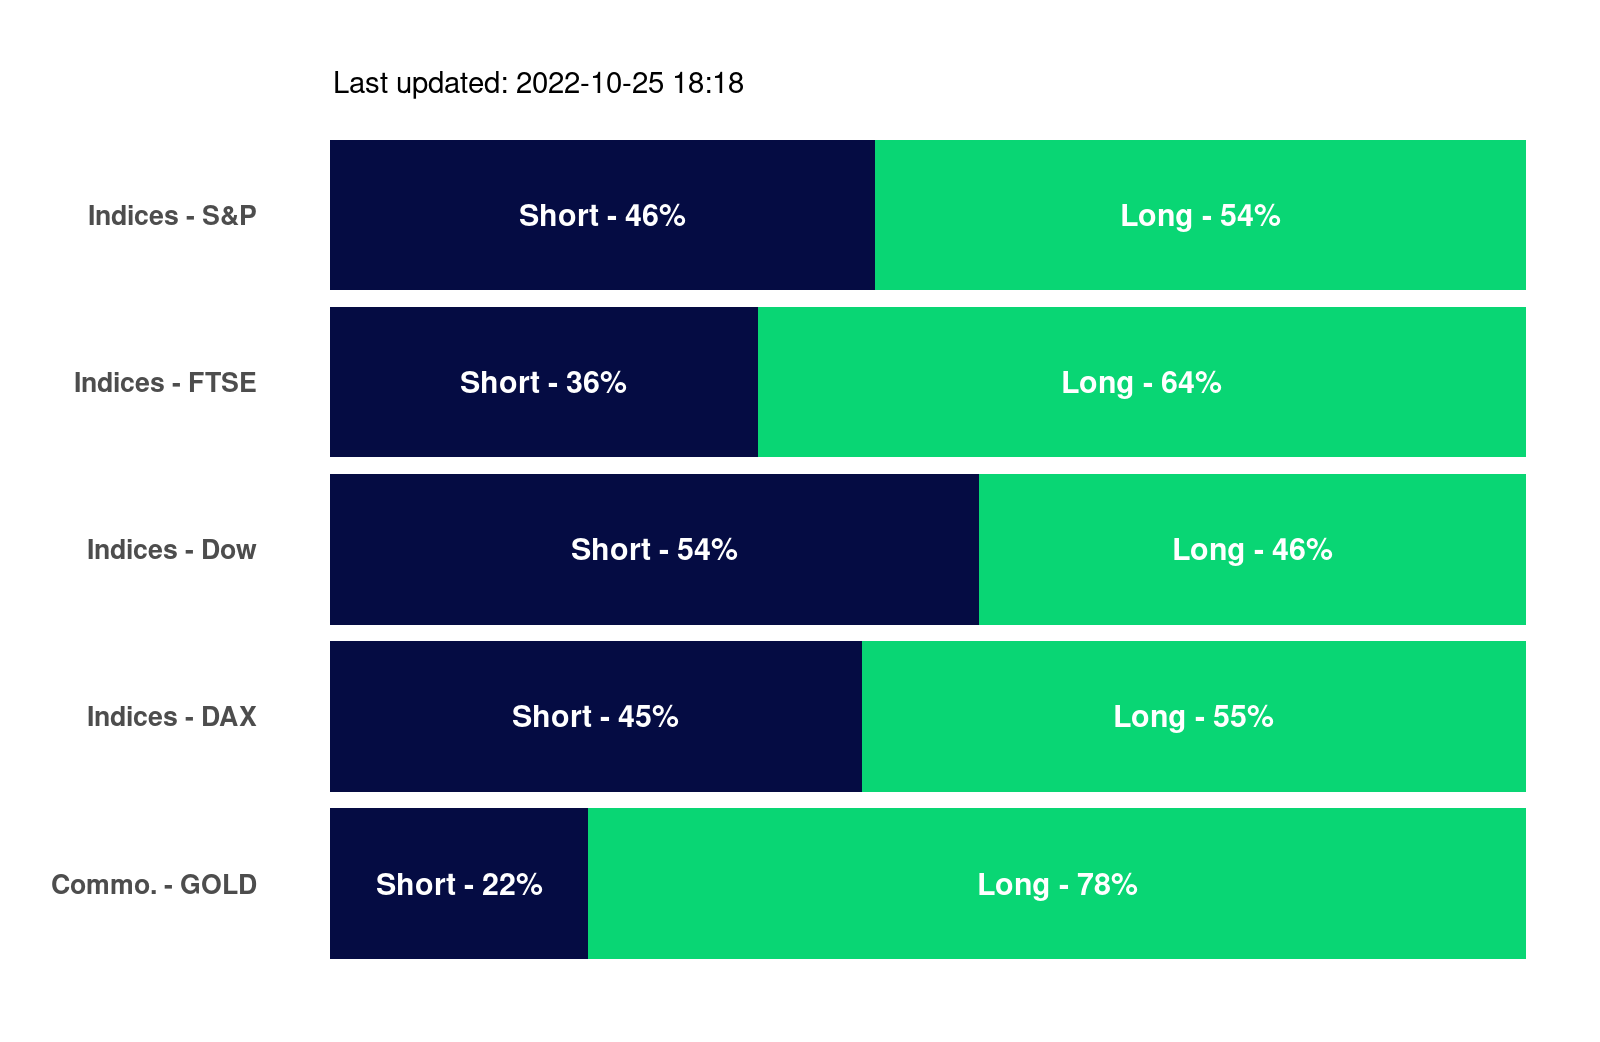 Last updated: 2022-10-25 18:18
Indices - S&P Short - 46% Long - 54%
Indices - FTSE Short - 36% Long - 64%
Indices - Dow Short - 54% Long - 46%
Indices - DAX Short - 45% Long - 55%
Commo. - GOLD Short - 22% Long - 78%